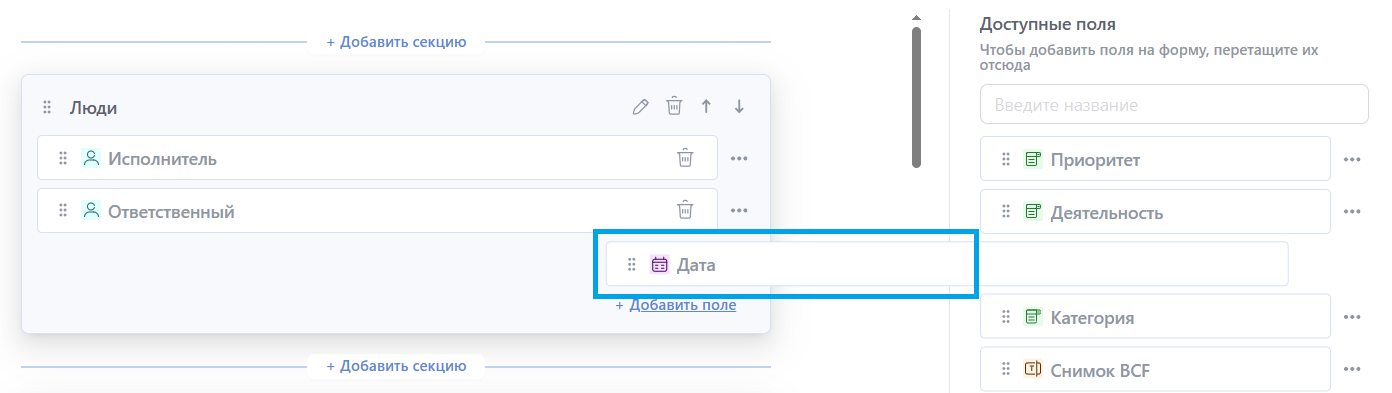 + Добавить секцию
Люди
Исполнитель
Ответственный
Дата
+ Добавить поле
+ Добавить секцию
Доступные поля
Чтобы добавить поля на форму, перетащите их
отсюда
Введите название
Приоритет
Деятельность
Категория
Снимок BCF